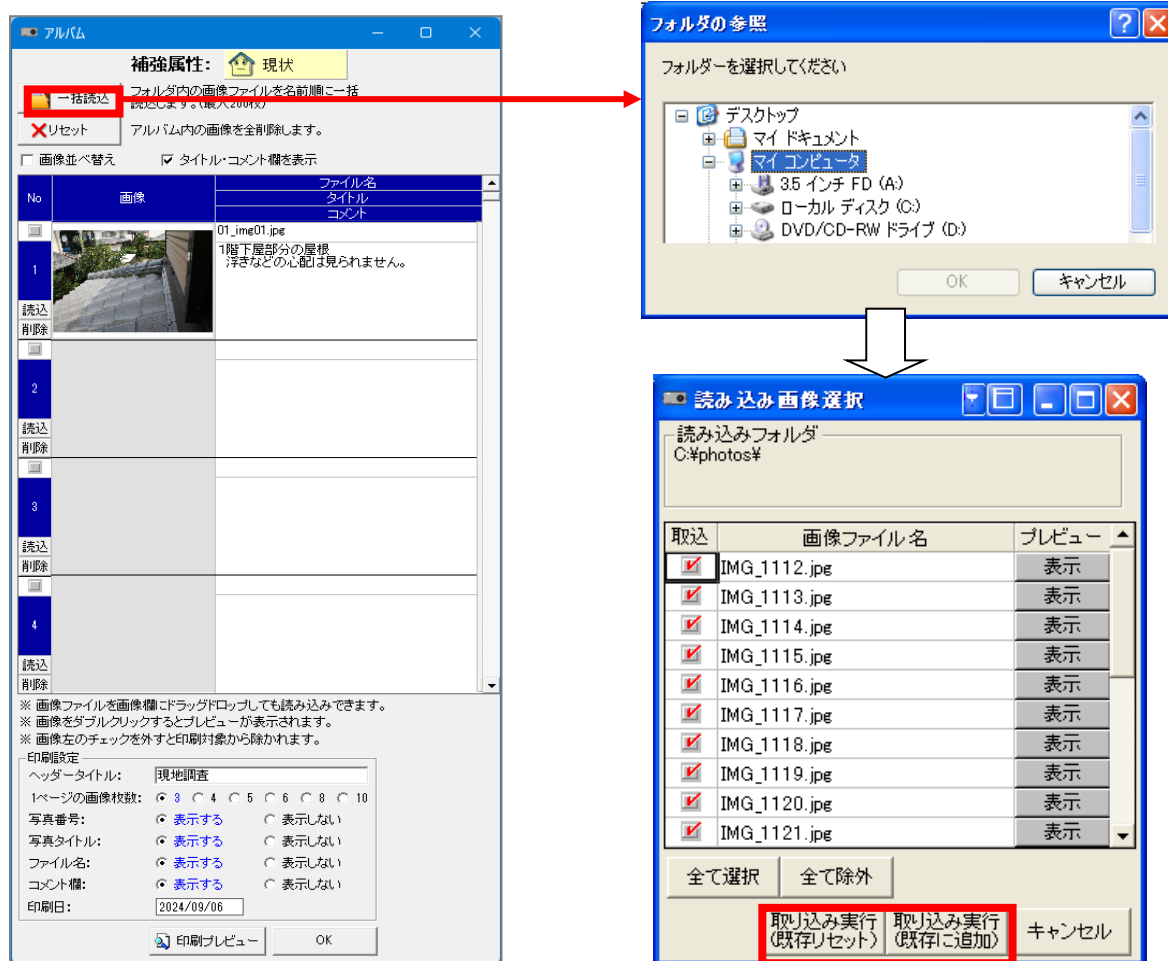 アルバム
補強属性: 現状
一括読込
フォルダ内の画像ファイルを名前順に一括
読込します。(最大200枚)
リセット
アルバム内の画像を全削除します。
画像並べ替え タイトル・コメント欄を表示
No 画像 ファイル名
タイトル
コメント
01_img01.jpg
1階下屋部分の屋根
浮きなどの心配は見られません。
1
読込
削除
2
読込
削除
3
読込
削除
4
読込
削除
※ 画像ファイルを画像欄にドラッグドロップしても読み込みできます。
※ 画像をダブルクリックするとプレビューが表示されます。
※ 画像左のチェックを外すと印刷対象から除かれます。
印刷設定
ヘッダータイトル: 現地調査
1ページの画像枚数: 3 4 5 6 8 10
写真番号: 表示する 表示しない
写真タイトル: 表示する 表示しない
ファイル名: 表示する 表示しない
コメント欄: 表示する 表示しない
印刷日: 2024/09/06
印刷プレビュー OK
フォルダの参照
フォルダーを選択してください
デスクトップ
マイ ドキュメント
マイ コンピュータ
3.5 インチ FD (A:)
ローカル ディスク (C:)
DVD/CD-RW ドライブ (D:)
OK キャンセル
読み込み画像選択
読み込みフォルダ
C:¥photos¥
取込 画像ファイル名 プレビュー
IMG_1112.jpg 表示
IMG_1113.jpg 表示
IMG_1114.jpg 表示
IMG_1115.jpg 表示
IMG_1116.jpg 表示
IMG_1117.jpg 表示
IMG_1118.jpg 表示
IMG_1119.jpg 表示
IMG_1120.jpg 表示
IMG_1121.jpg 表示
全て選択 全て除外
取り込み実行
(既存リセット)
取り込み実行
(既存に追加)
キャンセル